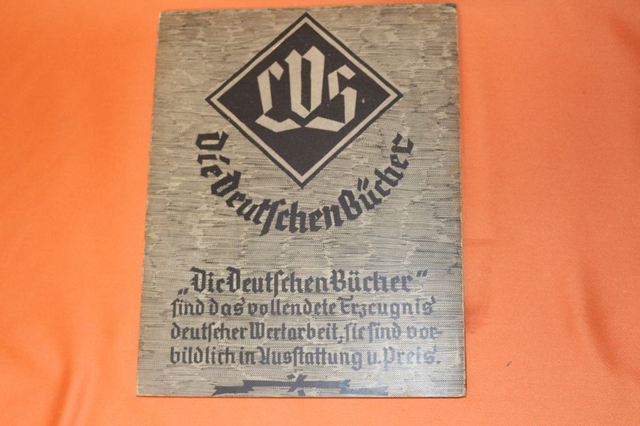 LVS
Die Deutschen Bücher
„Die Deutschen Bücher“
sind das vollendete Erzeugnis
deutscher Wertarbeit, sie sind vor-
bildlich in Ausstattung u. Preis.